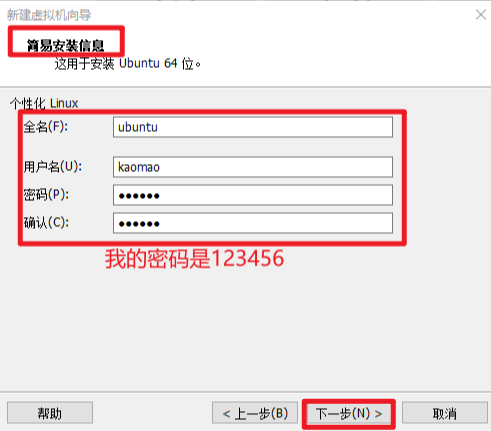 新建虚拟机向导
简易安装信息
这用于安装 Ubuntu 64 位。
个性化 Linux
全名(F): ubuntu
用户名(U): kaomao
密码(P): ●●●●●●
确认(C): ●●●●●●
我的密码是123456
帮助 < 上一步(B) 下一步(N) > 取消